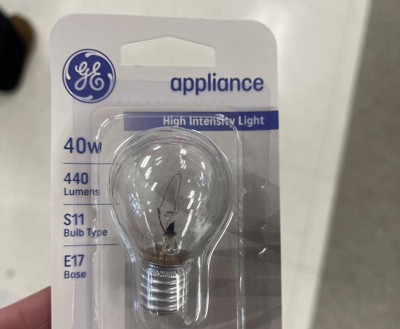 GE
appliance
High Intensity Light
40w
440
Lumens
S11
Bulb Type
E17
Base